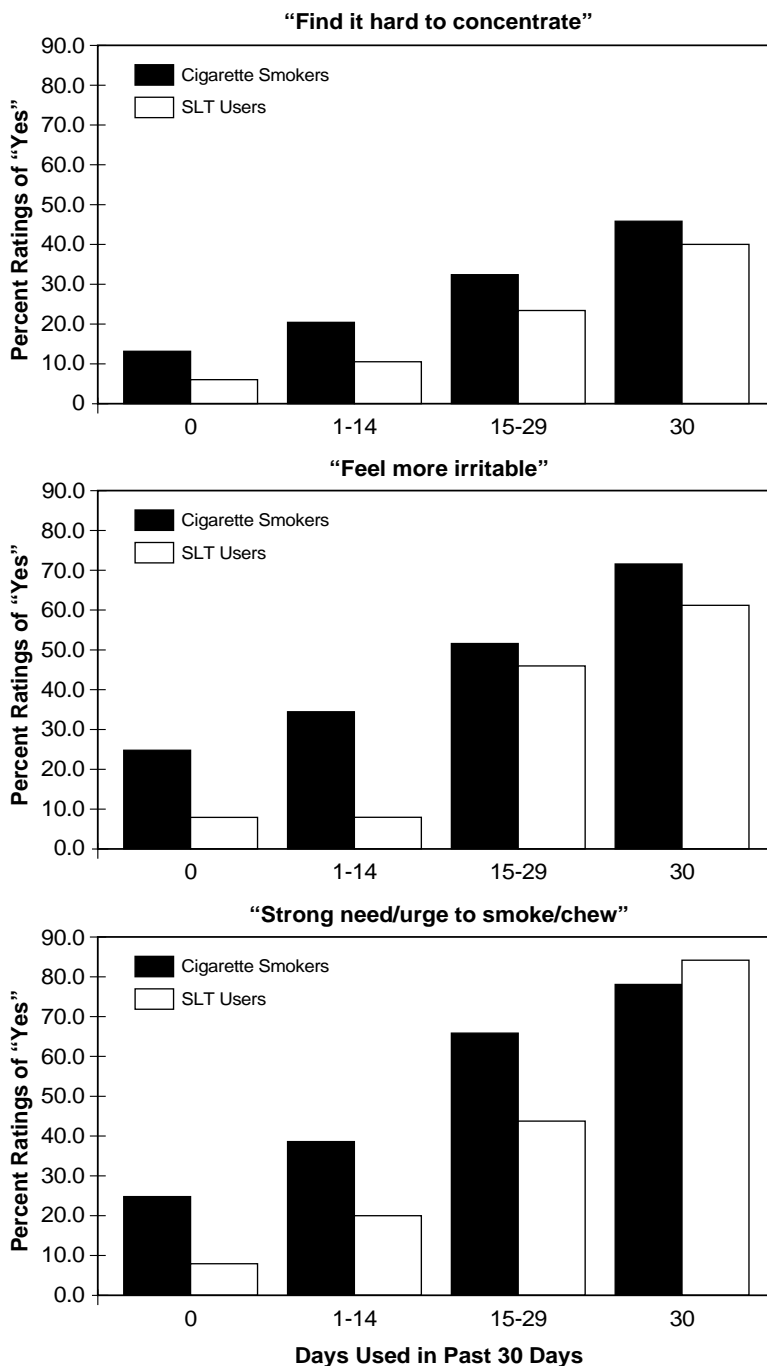 “Find it hard to concentrate”
90.0
80.0
70.0
60.0
50.0
40.0
30.0
20.0
10.0
0
Percent Ratings of “Yes”
Cigarette Smokers
SLT Users
0 1-14 15-29 30
“Feel more irritable”
90.0
80.0
70.0
60.0
50.0
40.0
30.0
20.0
10.0
0.0
Percent Ratings of “Yes”
Cigarette Smokers
SLT Users
0 1-14 15-29 30
“Strong need/urge to smoke/chew”
90.0
80.0
70.0
60.0
50.0
40.0
30.0
20.0
10.0
0.0
Percent Ratings of “Yes”
Cigarette Smokers
SLT Users
0 1-14 15-29 30
Days Used in Past 30 Days